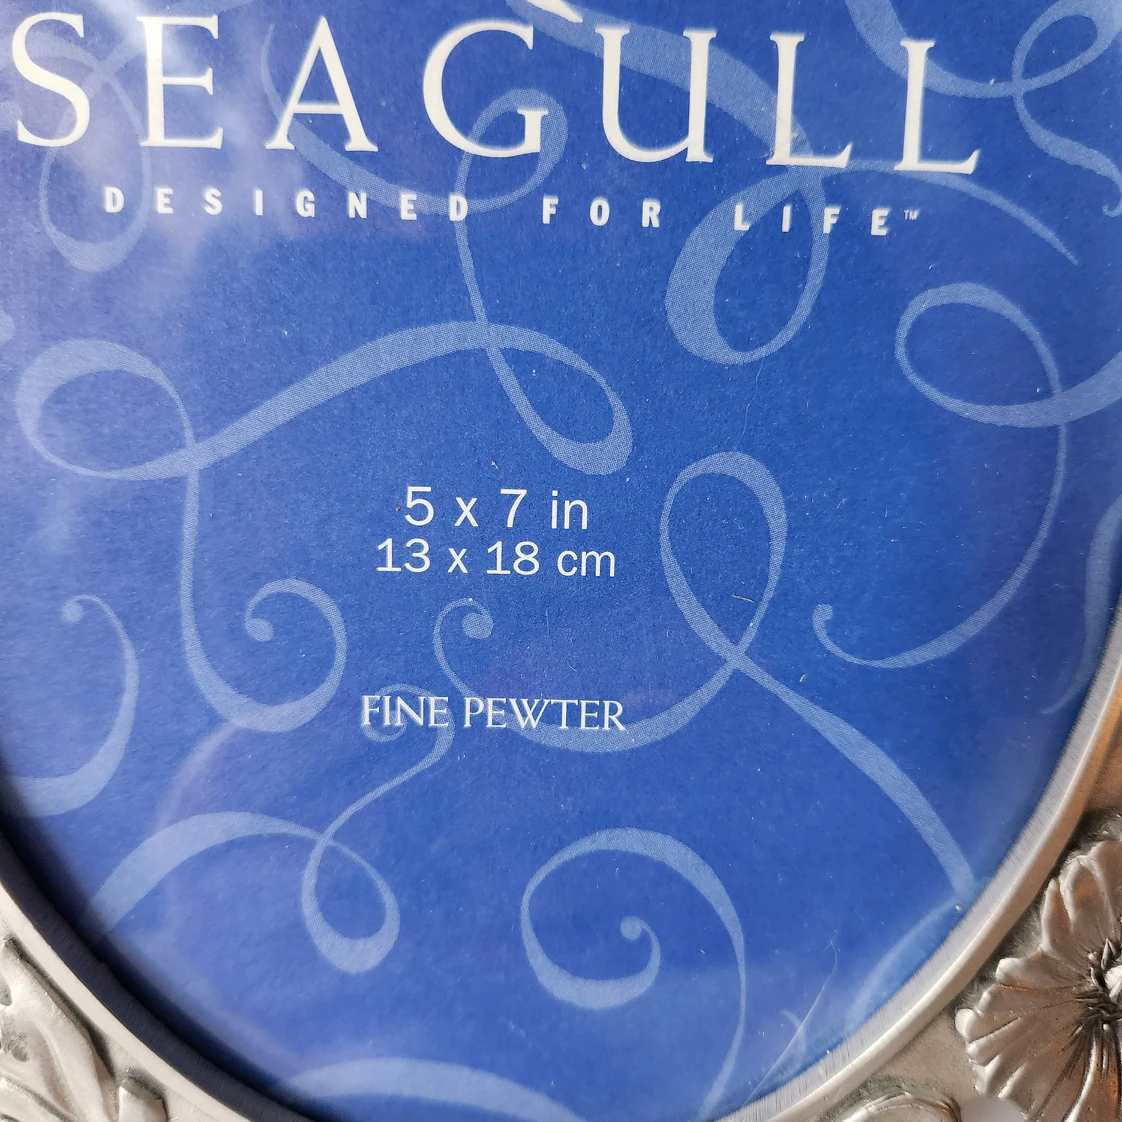 SEAGULL
DESIGNED FOR LIFE™
5 x 7 in
13 x 18 cm
FINE PEWTER